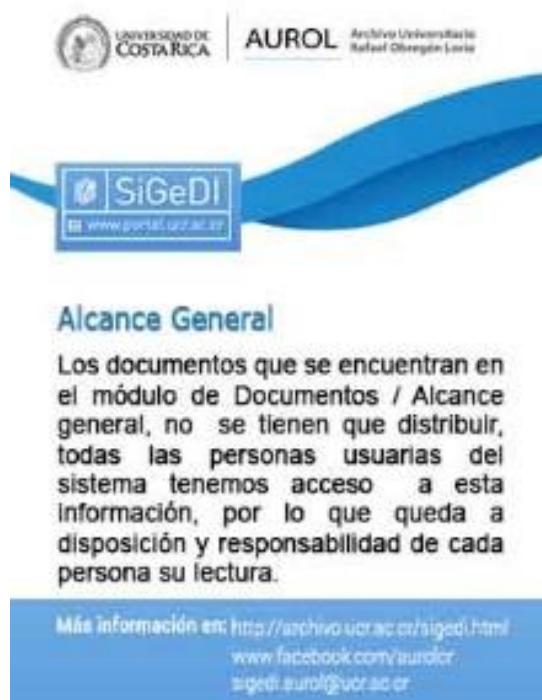 UNIVERSIDAD DE
COSTA RICA
AUROL
Archivo Universitario
Rafael Obregón Loría
SiGeDI
www.portal.ucr.ac.cr
Alcance General
Los documentos que se encuentran en
el módulo de Documentos / Alcance
general, no se tienen que distribuir,
todas las personas usuarias del
sistema tenemos acceso a esta
información, por lo que queda a
disposición y responsabilidad de cada
persona su lectura.
Más información en: http://archivo.ucr.ac.cr/sigedi.html
www.facebook.com/aurolcr
sigedi.aurol@ucr.ac.cr